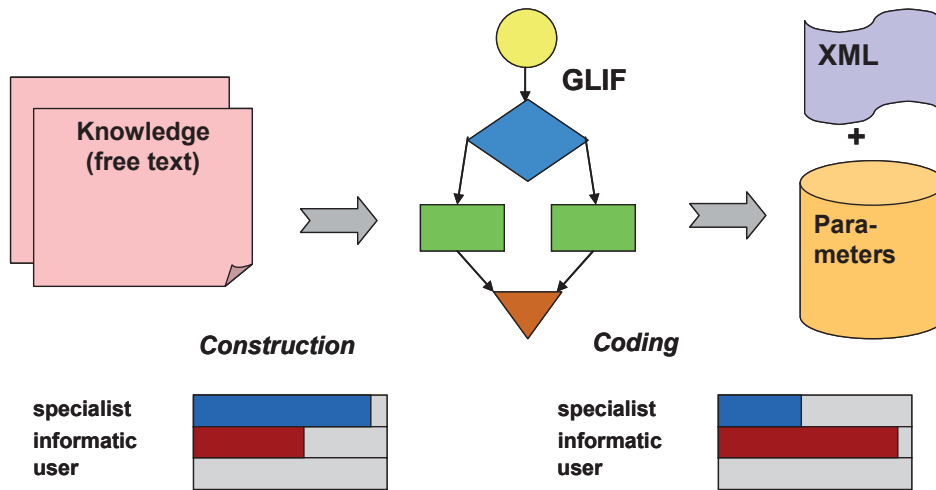 Knowledge
(free text)
GLIF
XML
+
Para-
meters
Construction
Coding
specialist
informatic
user
specialist
informatic
user